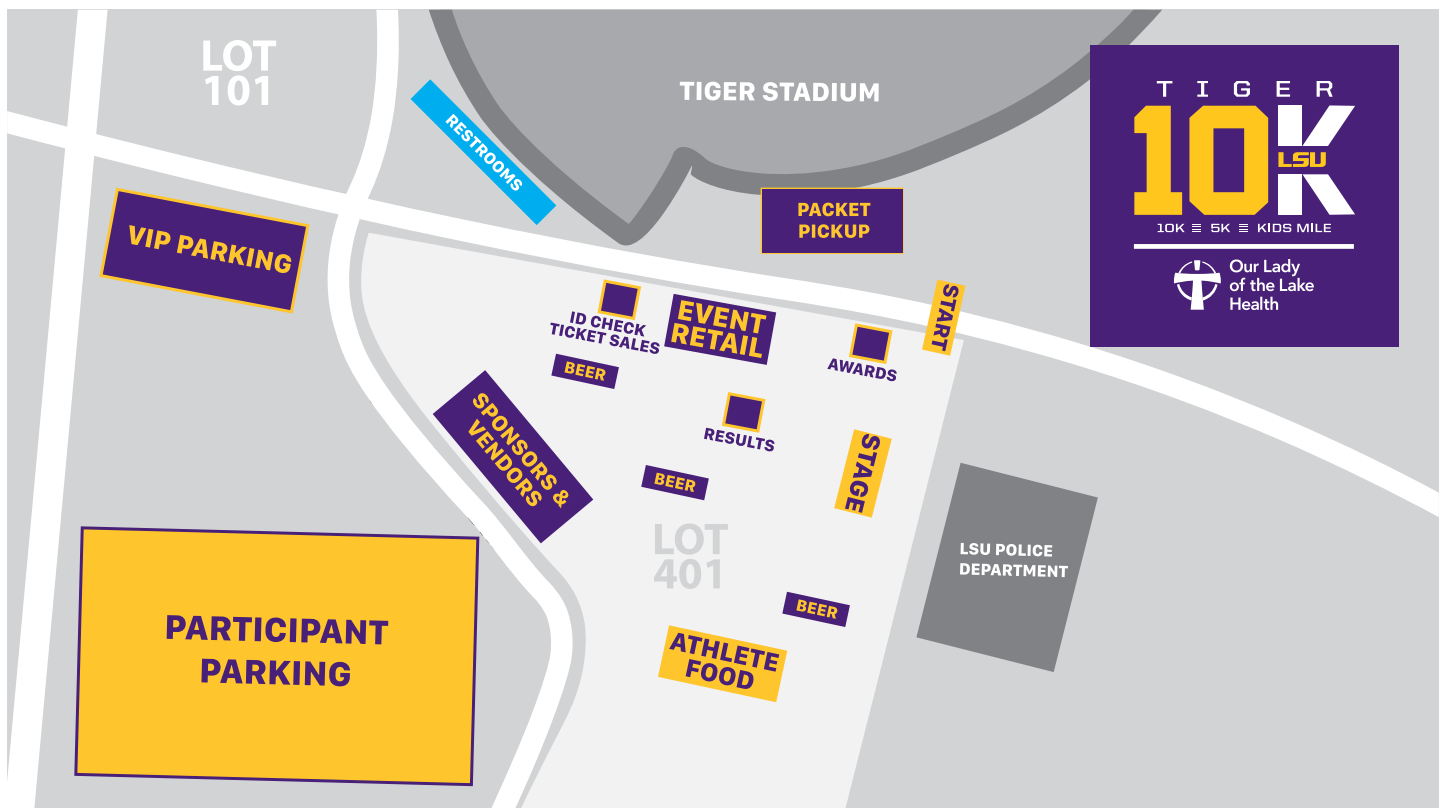 LOT
101
TIGER STADIUM
RESTROOMS
TIGER
10K
LSU
10K ≡ 5K ≡ KIDS MILE
Our Lady
of the Lake
Health
VIP PARKING
PACKET
PICKUP
START
ID CHECK
TICKET SALES
EVENT
RETAIL
AWARDS
BEER
RESULTS
SPONSORS &
VENDORS
STAGE
BEER
LOT
401
LSU POLICE
DEPARTMENT
BEER
PARTICIPANT
PARKING
ATHLETE
FOOD